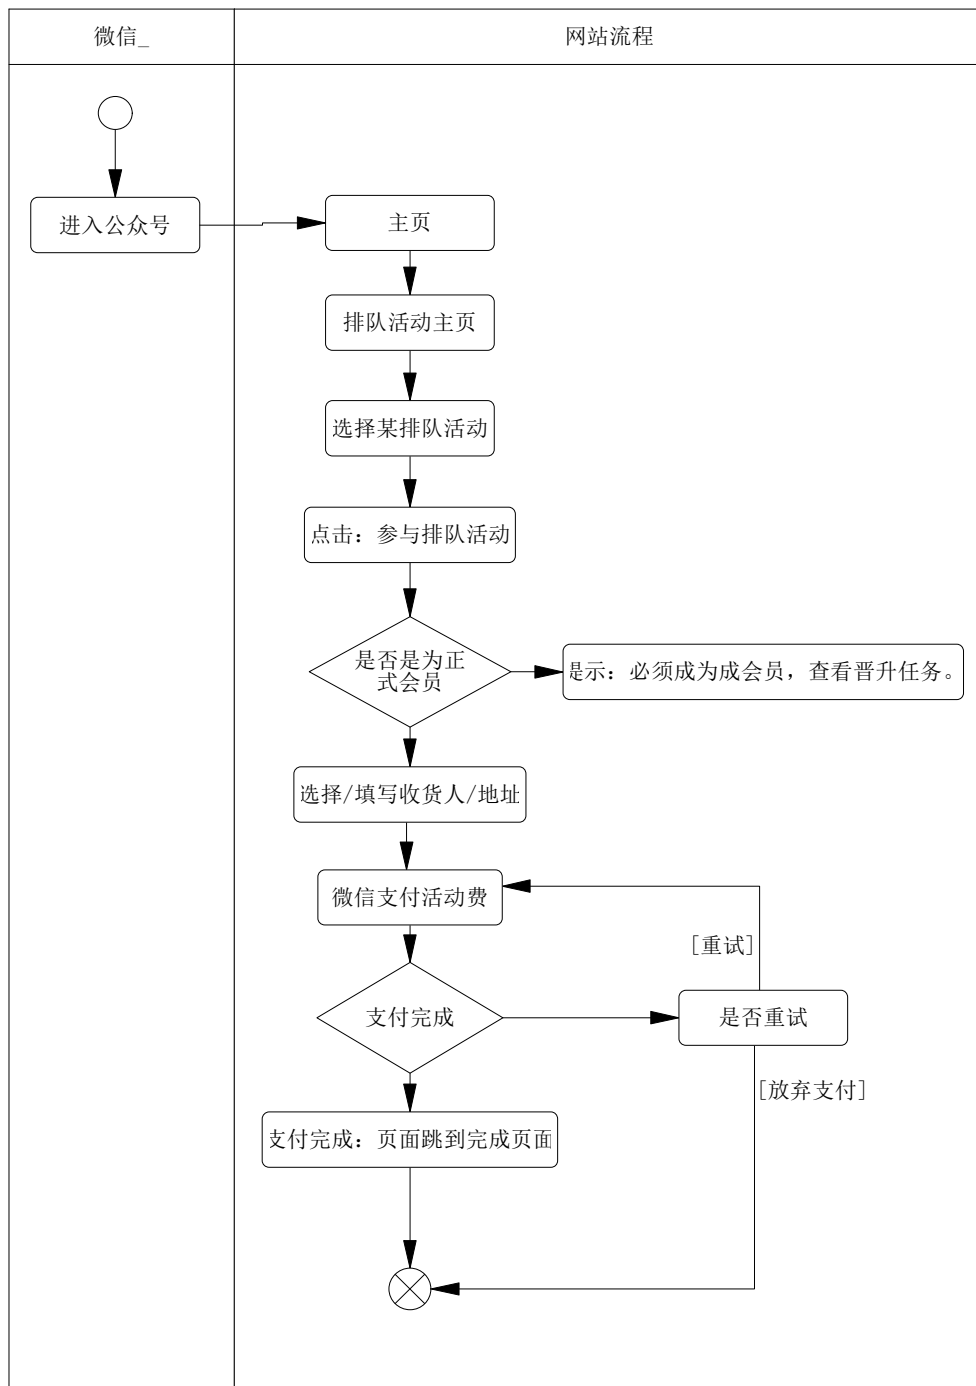 微信_
网站流程
进入公众号
主页
排队活动主页
选择某排队活动
点击：参与排队活动
是否是为正
式会员
提示：必须成为成会员，查看晋升任务。
选择/填写收货人/地址
微信支付活动费
[重试]
支付完成
是否重试
[放弃支付]
支付完成：页面跳到完成页面